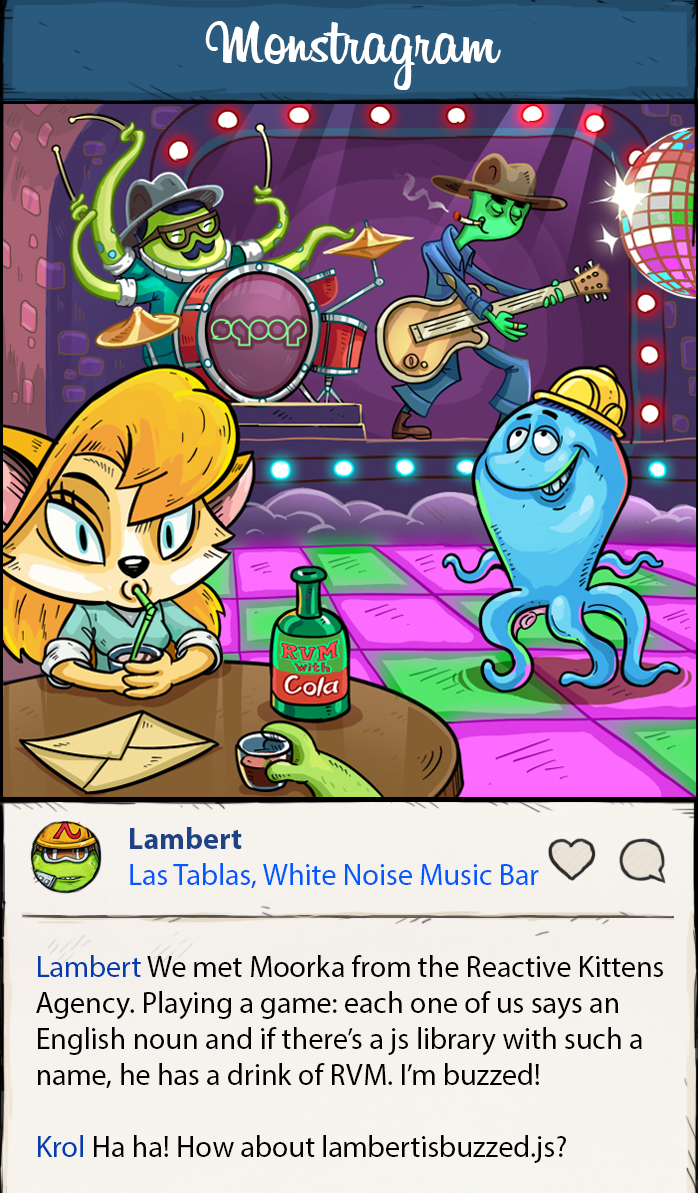 Monstragram
sqoop
RVM
with
Cola
Lambert
Las Tablas, White Noise Music Bar
Lambert We met Moorka from the Reactive Kittens
Agency. Playing a game: each one of us says an
English noun and if there's a js library with such a
name, he has a drink of RVM. I'm buzzed!
Krol Ha ha! How about lambertisbuzzed.js?